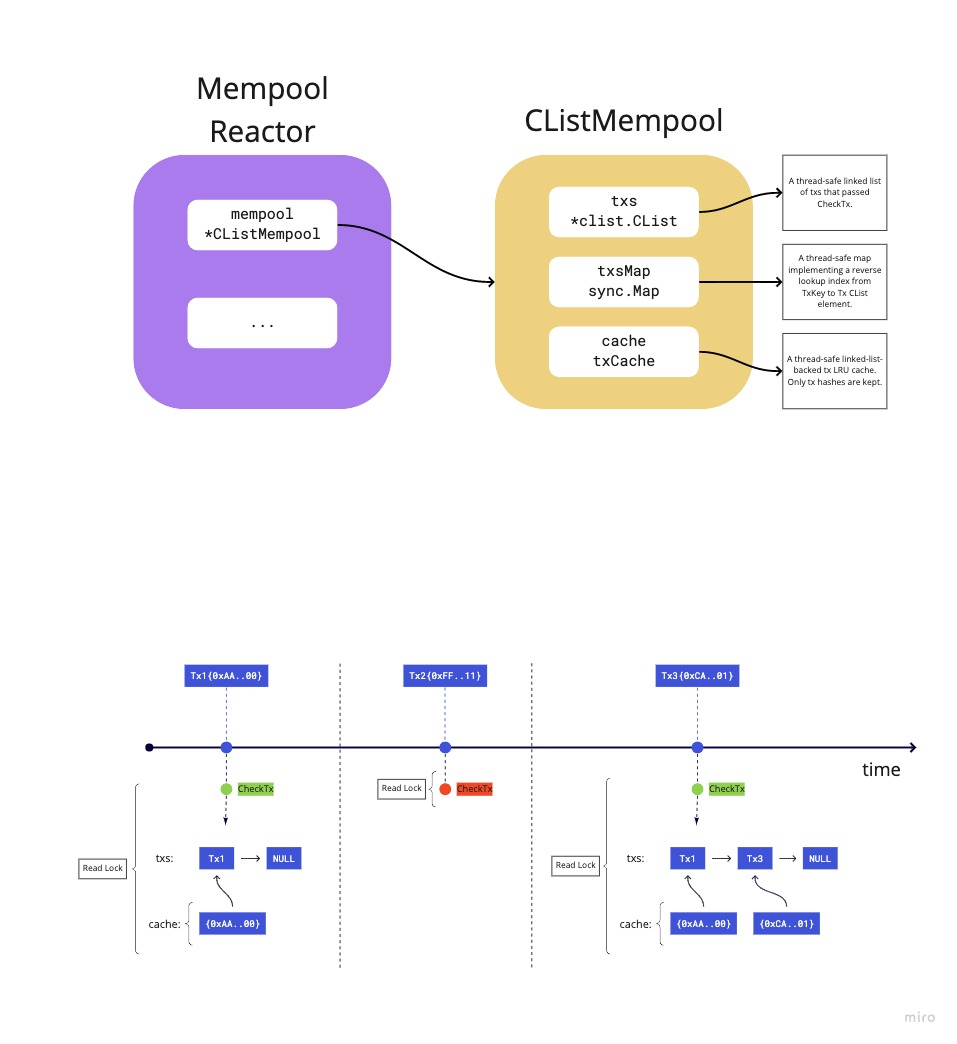 Mempool
Reactor
CListMempool
mempool
*CListMempool
...
txs
*clist.CList
txsMap
sync.Map
cache
txCache
A thread-safe linked list
of txs that passed
CheckTx.
A thread-safe map
implementing a reverse
lookup index from
TxKey to Tx CList
element.
A thread-safe linked-list-
backed tx LRU cache.
Only tx hashes are kept.
Tx1{0xAA..00}
Tx2{0xFF..11}
Tx3{0xCA..01}
time
CheckTx
Read Lock
txs:
Tx1
NULL
cache:
{0xAA..00}
Read Lock
CheckTx
CheckTx
Read Lock
txs:
Tx1
Tx3
NULL
cache:
{0xAA..00}
{0xCA..01}
miro